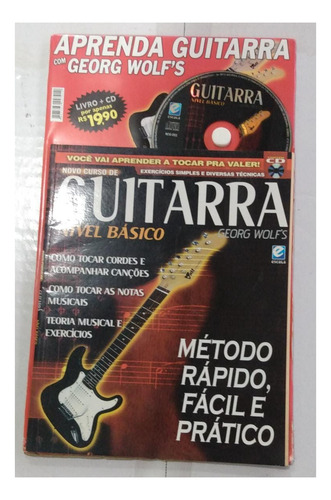 APRENDA GUITARRA
COM GEORG WOLF'S
LIVRO + CD
por apenas
R$19,90
GUITARRA
NÍVEL BÁSICO
VOCÊ VAI APRENDER A TOCAR PRA VALER!
CD
NOVO CURSO DE
EXERCÍCIOS SIMPLES E DIVERSAS TÉCNICAS
GUITARRA
NÍVEL BÁSICO
GEORG WOLF'S
ESCALA
COMO TOCAR CORDES E
ACOMPANHAR CANÇÕES
COMO TOCAR AS NOTAS
MUSICAIS
TEORIA MUSICAL E
EXERCÍCIOS
MÉTODO
RÁPIDO,
FÁCIL E
PRÁTICO